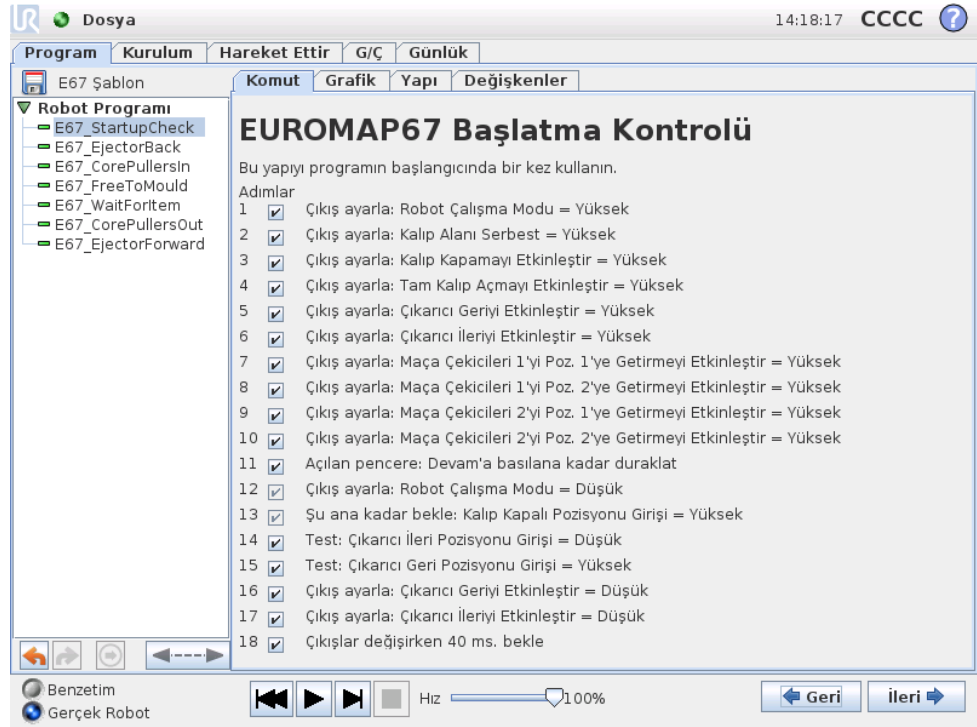 UR Dosya 14:18:17 CCCC ?
Program Kurulum Hareket Ettir G/Ç Günlük
E67 Şablon
Komut Grafik Yapı Değişkenler
Robot Programı
E67_StartupCheck
E67_EjectorBack
E67_CorePullersIn
E67_FreeToMould
E67_WaitForItem
E67_CorePullersOut
E67_EjectorForward
EUROMAP67 Başlatma Kontrolü
Bu yapıyı programın başlangıcında bir kez kullanın.
Adımlar
1 Çıkış ayarla: Robot Çalışma Modu = Yüksek
2 Çıkış ayarla: Kalıp Alanı Serbest = Yüksek
3 Çıkış ayarla: Kalıp Kapamayı Etkinleştir = Yüksek
4 Çıkış ayarla: Tam Kalıp Açmayı Etkinleştir = Yüksek
5 Çıkış ayarla: Çıkarıcı Geriyi Etkinleştir = Yüksek
6 Çıkış ayarla: Çıkarıcı İleriyi Etkinleştir = Yüksek
7 Çıkış ayarla: Maça Çekicileri 1'yi Poz. 1'ye Getirmeyi Etkinleştir = Yüksek
8 Çıkış ayarla: Maça Çekicileri 1'yi Poz. 2'ye Getirmeyi Etkinleştir = Yüksek
9 Çıkış ayarla: Maça Çekicileri 2'yi Poz. 1'ye Getirmeyi Etkinleştir = Yüksek
10 Çıkış ayarla: Maça Çekicileri 2'yi Poz. 2'ye Getirmeyi Etkinleştir = Yüksek
11 Açılan pencere: Devam'a basılana kadar duraklat
12 Çıkış ayarla: Robot Çalışma Modu = Düşük
13 Şu ana kadar bekle: Kalıp Kapalı Pozisyonu Girişi = Yüksek
14 Test: Çıkarıcı İleri Pozisyonu Girişi = Düşük
15 Test: Çıkarıcı Geri Pozisyonu Girişi = Yüksek
16 Çıkış ayarla: Çıkarıcı Geriyi Etkinleştir = Düşük
17 Çıkış ayarla: Çıkarıcı İleriyi Etkinleştir = Düşük
18 Çıkışlar değişirken 40 ms. bekle
Benzetim
Gerçek Robot
Hız 100%
Geri İleri